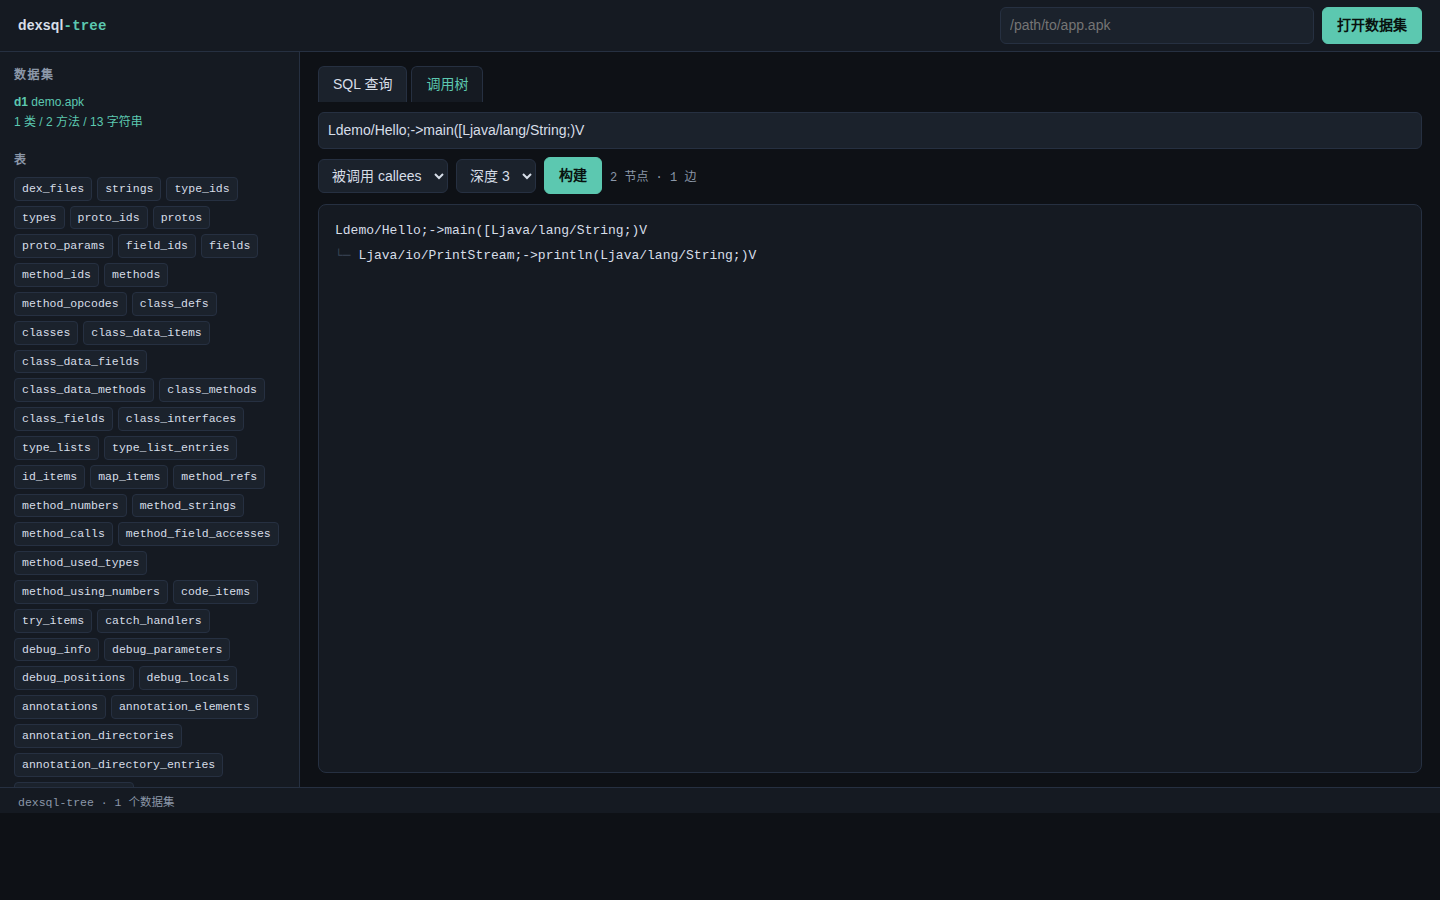 dexsql-tree
/path/to/app.apk
打开数据集
数据集
d1 demo.apk
1 类 / 2 方法 / 13 字符串
表
dex_files strings type_ids
types proto_ids protos
proto_params field_ids fields
method_ids methods
method_opcodes class_defs
classes class_data_items
class_data_fields
class_data_methods class_methods
class_fields class_interfaces
type_lists type_list_entries
id_items map_items method_refs
method_numbers method_strings
method_calls method_field_accesses
method_used_types
method_using_numbers code_items
try_items catch_handlers
debug_info debug_parameters
debug_positions debug_locals
annotations annotation_elements
annotation_directories
annotation_directory_entries
SQL 查询 调用树
Ldemo/Hello;->main([Ljava/lang/String;)V
被调用 callees 深度 3 构建 2 节点 · 1 边
Ldemo/Hello;->main([Ljava/lang/String;)V
└─ Ljava/io/PrintStream;->println(Ljava/lang/String;)V
dexsql-tree · 1 个数据集